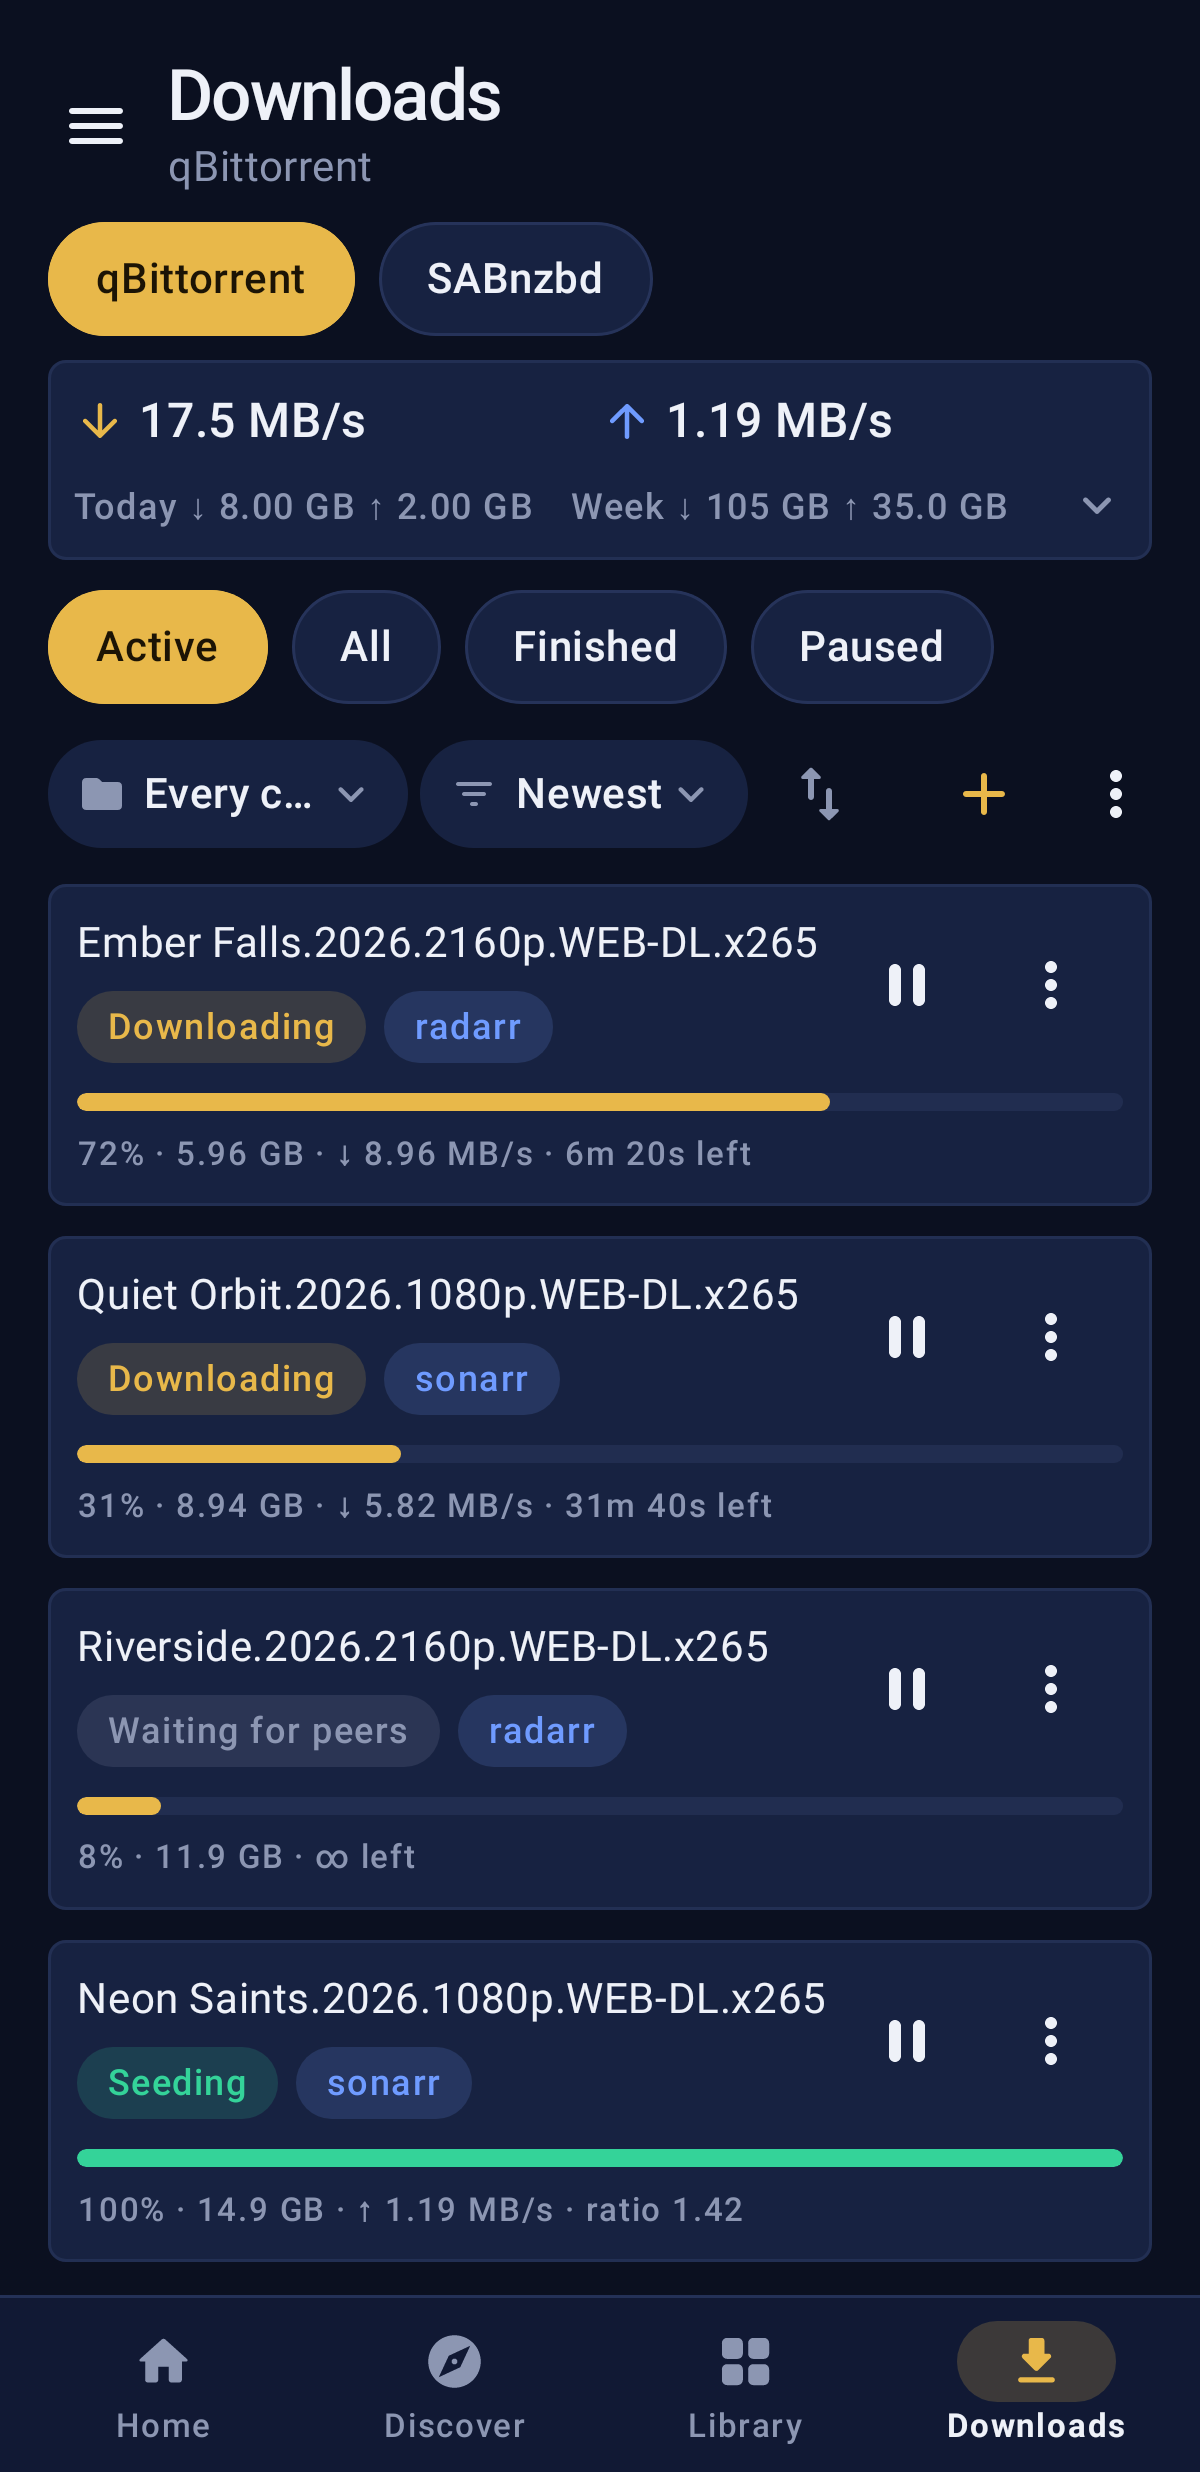 Downloads
qBittorrent
qBittorrent SABnzbd
↓ 17.5 MB/s ↑ 1.19 MB/s
Today ↓ 8.00 GB ↑ 2.00 GB Week ↓ 105 GB ↑ 35.0 GB
Active All Finished Paused
Every c... Newest
Ember Falls.2026.2160p.WEB-DL.x265
Downloading radarr
72% · 5.96 GB · ↓ 8.96 MB/s · 6m 20s left
Quiet Orbit.2026.1080p.WEB-DL.x265
Downloading sonarr
31% · 8.94 GB · ↓ 5.82 MB/s · 31m 40s left
Riverside.2026.2160p.WEB-DL.x265
Waiting for peers radarr
8% · 11.9 GB · ∞ left
Neon Saints.2026.1080p.WEB-DL.x265
Seeding sonarr
100% · 14.9 GB · ↑ 1.19 MB/s · ratio 1.42
Home Discover Library Downloads